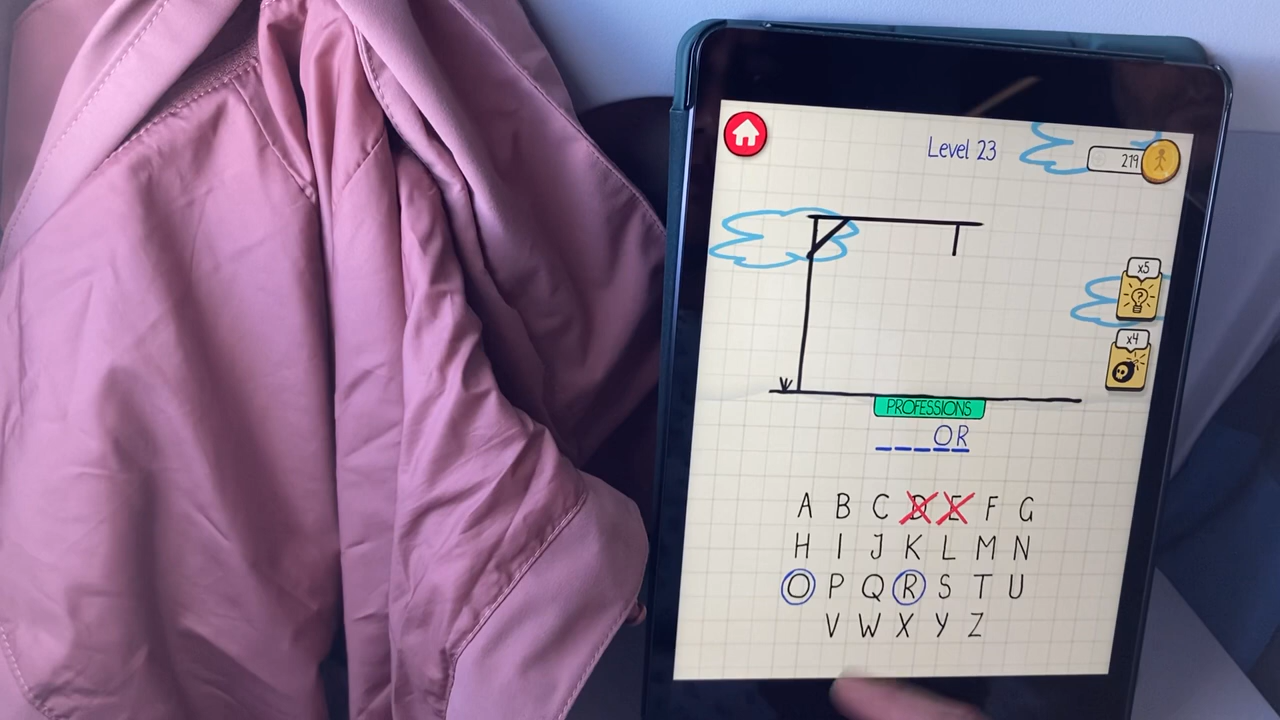 Level 23
219
x5
x4
PROFESSIONS
_ _ _ OR
A B C D E F G
H I J K L M N
O P Q R S T U
V W X Y Z